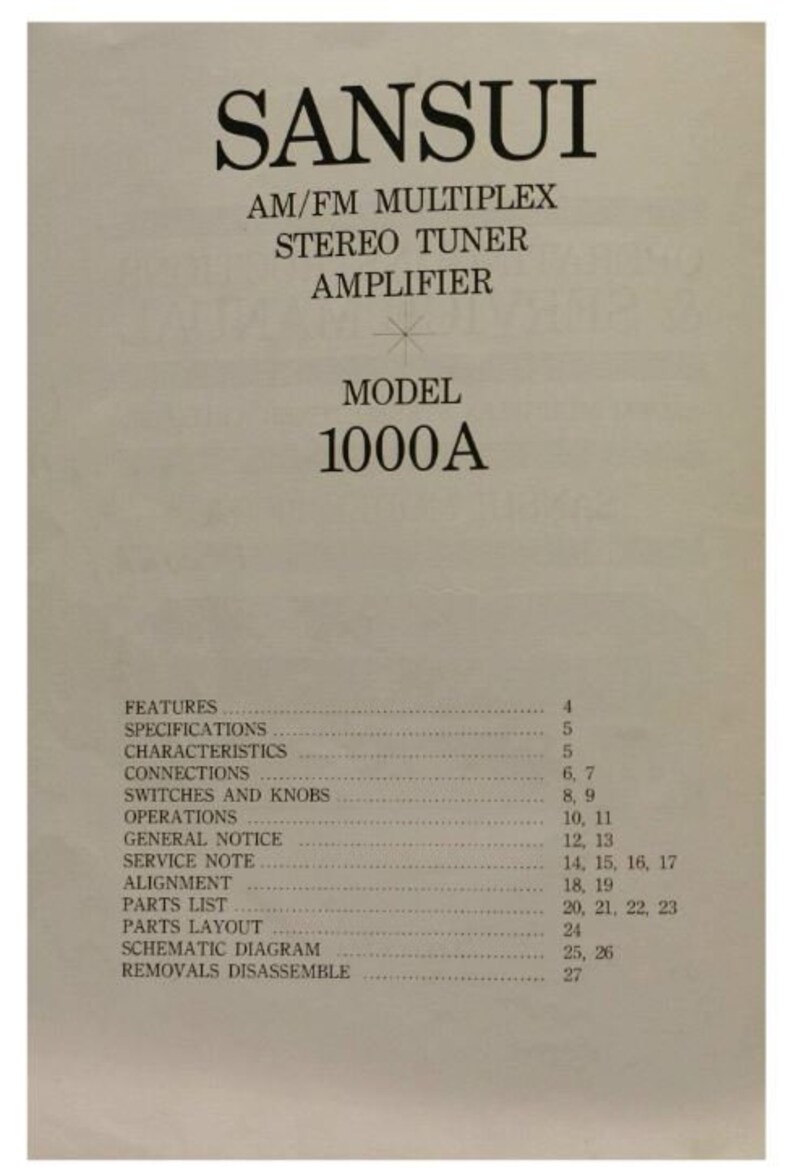 SANSUI
AM/FM MULTIPLEX
STEREO TUNER
AMPLIFIER
MODEL
1000A
FEATURES ........................................ 4
SPECIFICATIONS ........................................ 5
CHARACTERISTICS ........................................ 5
CONNECTIONS ........................................ 6, 7
SWITCHES AND KNOBS ........................................ 8, 9
OPERATIONS ........................................ 10, 11
GENERAL NOTICE ........................................ 12, 13
SERVICE NOTE ........................................ 14, 15, 16, 17
ALIGNMENT ........................................ 18, 19
PARTS LIST ........................................ 20, 21, 22, 23
PARTS LAYOUT ........................................ 24
SCHEMATIC DIAGRAM ........................................ 25, 26
REMOVALS DISASSEMBLE ........................................ 27